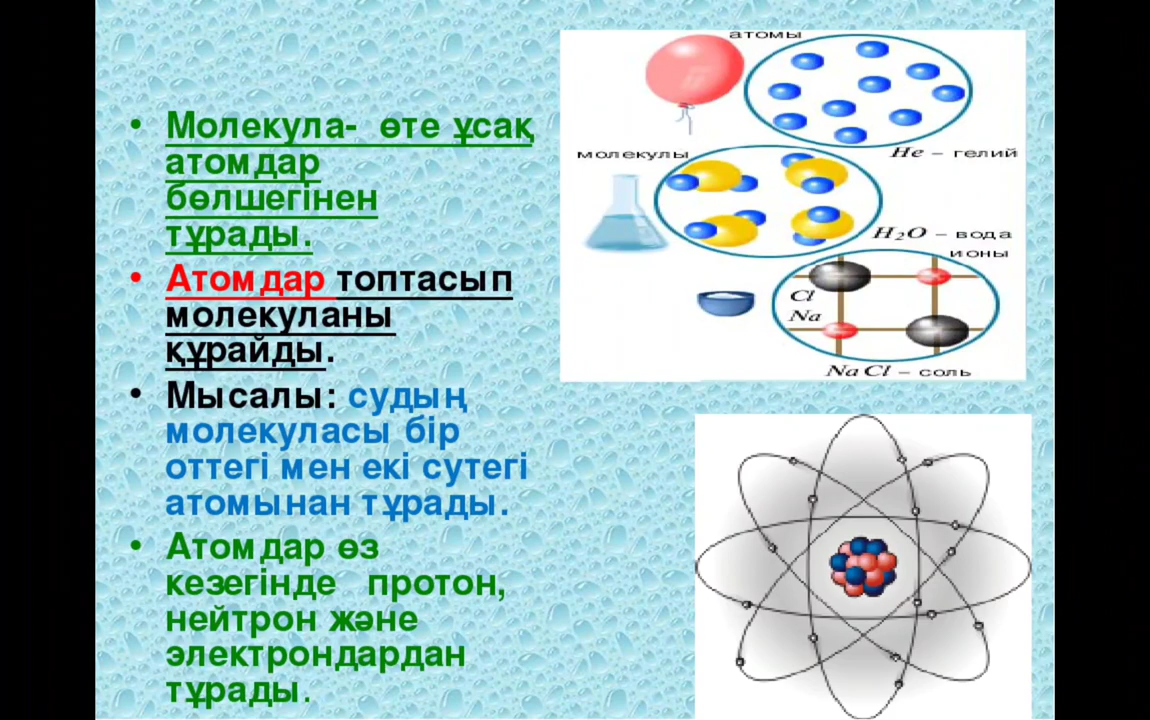 • Молекула- өте ұсақ
атомдар
бөлшегінен
тұрады.
• Атомдар топтасып
молекуланы
құрайды.
• Мысалы: судың
молекуласы бір
оттегі мен екі сутегі
атомынан тұрады.
• Атомдар өз
кезегінде протон,
нейтрон және
электрондардан
тұрады.
атомы
He – гелий
молекулы
H₂O – вода
ионы
Cl
Na
Na Cl – соль